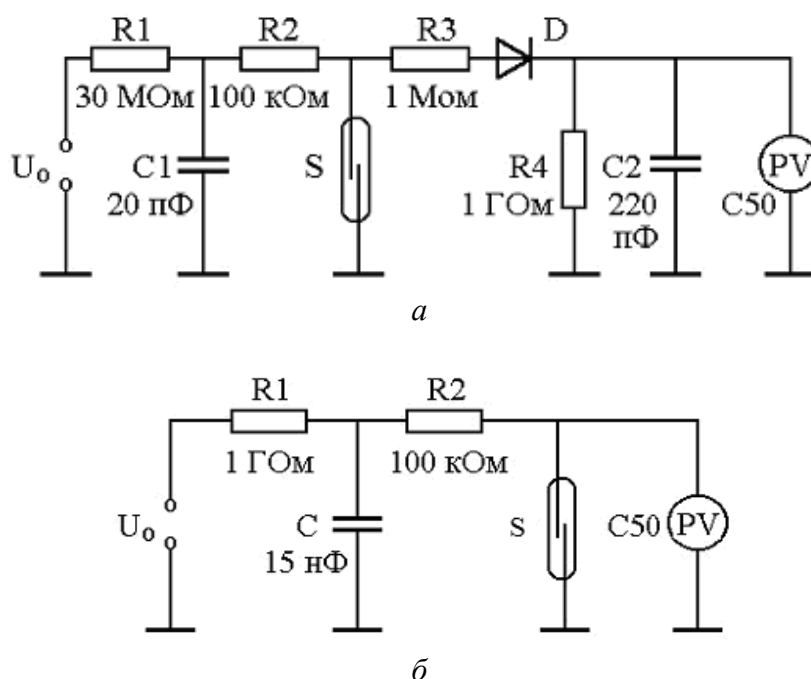 R1 R2 R3 D
30 МОм 100 кОм 1 Мом
U₀ C1 S R4 C2 PV
20 пФ 1 ГОм 220 C50
пФ
а
R1 R2
1 ГОм 100 кОм
U₀ C S C50 PV
15 нФ
б